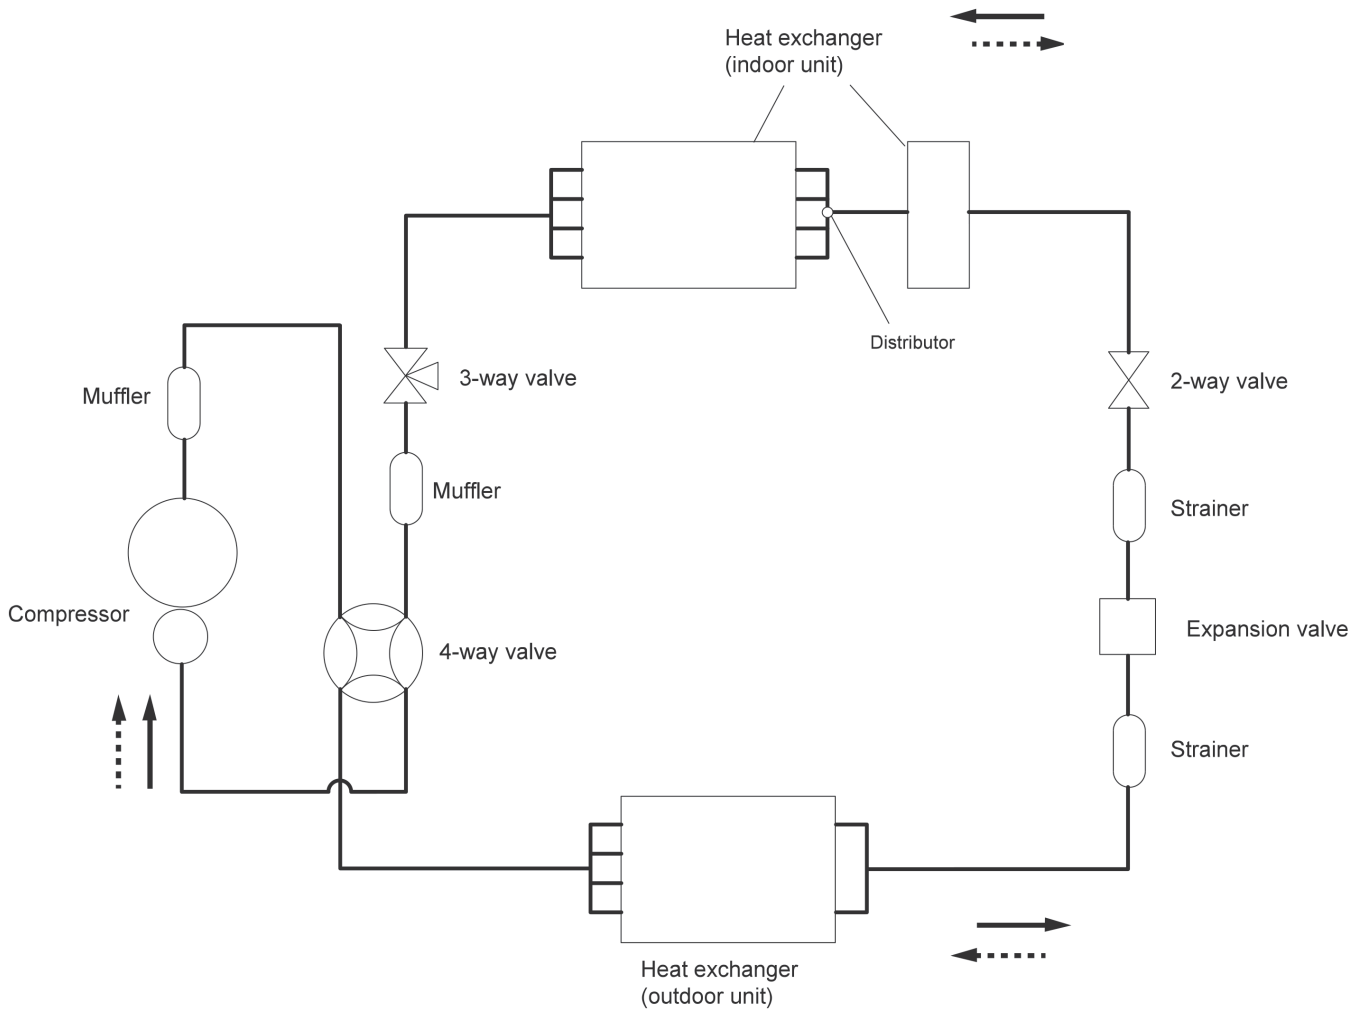 Heat exchanger
(indoor unit)
Distributor
3-way valve
2-way valve
Muffler
Muffler
Strainer
Compressor
4-way valve
Expansion valve
Strainer
Heat exchanger
(outdoor unit)